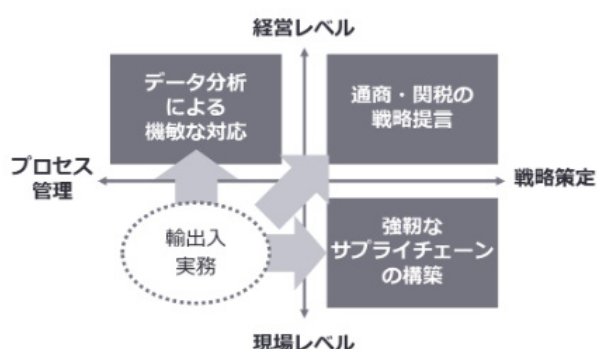 経営レベル
データ分析
による
機敏な対応
通商・関税の
戦略提言
プロセス
管理
戦略策定
輸出入
実務
強靭な
サプライチェーン
の構築
現場レベル